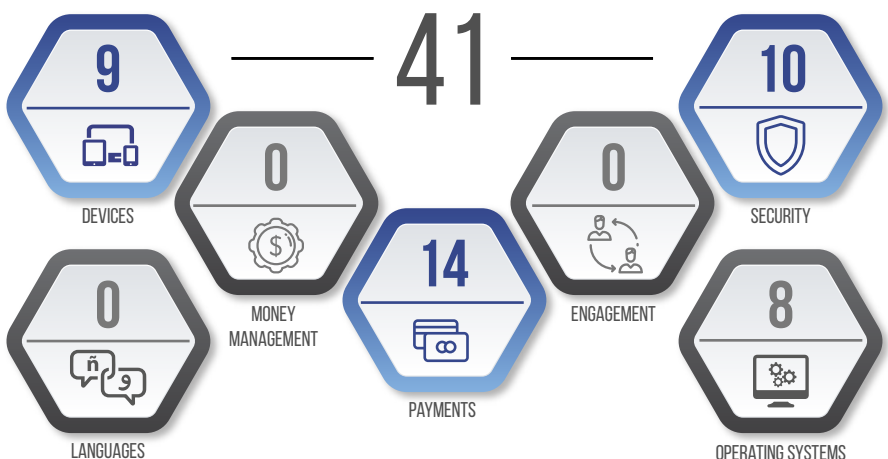 41
9
DEVICES
10
SECURITY
0
MONEY
MANAGEMENT
0
ENGAGEMENT
14
PAYMENTS
0
ñ
و
LANGUAGES
8
OPERATING SYSTEMS